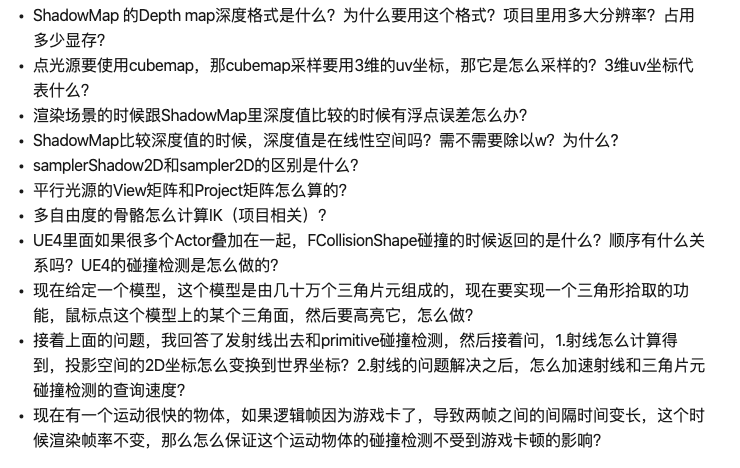 • ShadowMap 的Depth map深度格式是什么？为什么要用这个格式？项目里用多大分辨率？占用
多少显存？
• 点光源要使用cubemap，那cubemap采样要用3维的uv坐标，那它是怎么采样的？3维uv坐标代
表什么？
• 渲染场景的时候跟ShadowMap里深度值比较的时候有浮点误差怎么办？
• ShadowMap比较深度值的时候，深度值是在线性空间吗？需不需要除以w？为什么？
• samplerShadow2D和sampler2D的区别是什么？
• 平行光源的View矩阵和Project矩阵怎么算的？
• 多自由度的骨骼怎么计算IK（项目相关）？
• UE4里面如果很多个Actor叠加在一起，FCollisionShape碰撞的时候返回的是什么？顺序有什么关
系吗？UE4的碰撞检测是怎么做的？
• 现在给定一个模型，这个模型是由几十万个三角片元组成的，现在要实现一个三角形拾取的功
能，鼠标点这个模型上的某个三角面，然后要高亮它，怎么做？
• 接着上面的问题，我回答了发射线出去和primitive碰撞检测，然后接着问，1.射线怎么计算得
到，投影空间的2D坐标怎么变换到世界坐标？2.射线的问题解决之后，怎么加速射线和三角片元
碰撞检测的查询速度？
• 现在有一个运动很快的物体，如果逻辑帧因为游戏卡了，导致两帧之间的间隔时间变长，这个时
候渲染帧率不变，那么怎么保证这个运动物体的碰撞检测不受到游戏卡顿的影响？